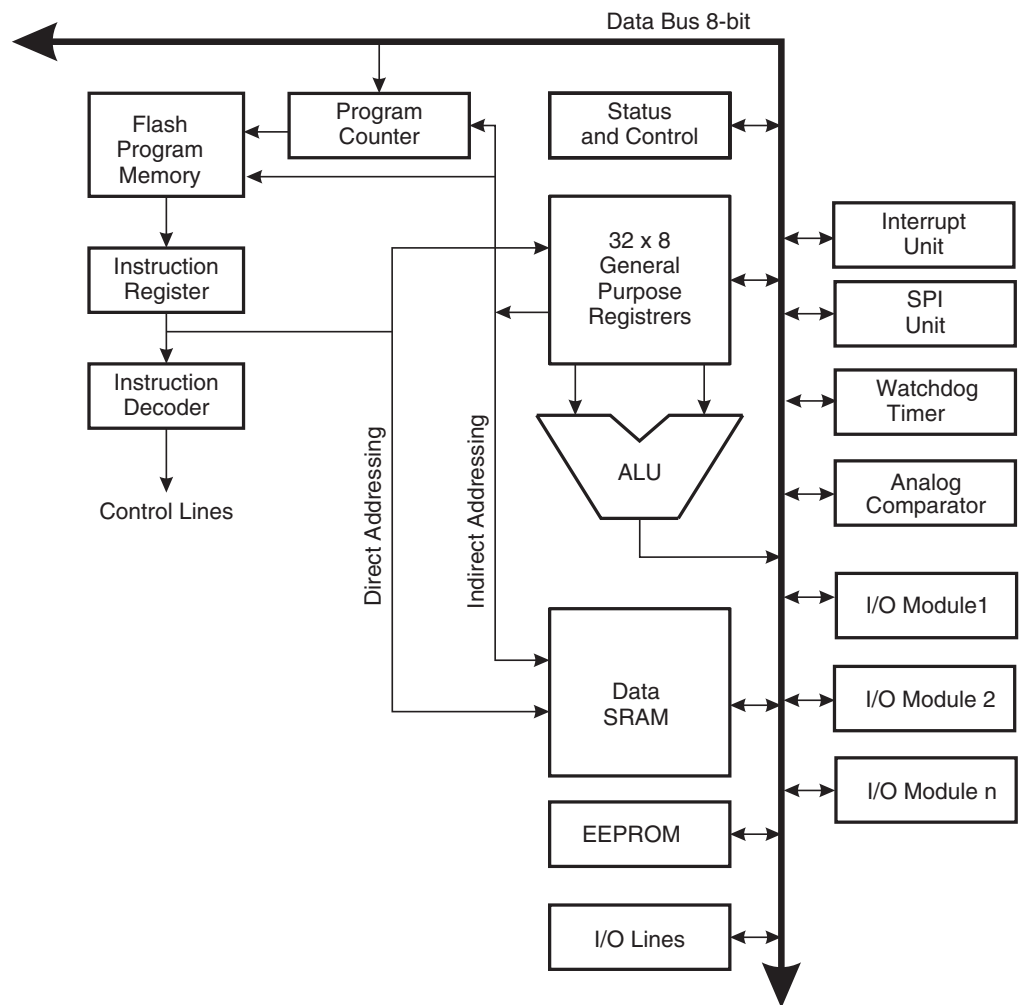 Data Bus 8-bit
Flash
Program
Memory
Program
Counter
Status
and Control
32 x 8
General
Purpose
Registrers
Interrupt
Unit
Instruction
Register
SPI
Unit
Instruction
Decoder
Watchdog
Timer
ALU
Analog
Comparator
Control Lines
Direct Addressing
Indirect Addressing
I/O Module1
Data
SRAM
I/O Module 2
I/O Module n
EEPROM
I/O Lines